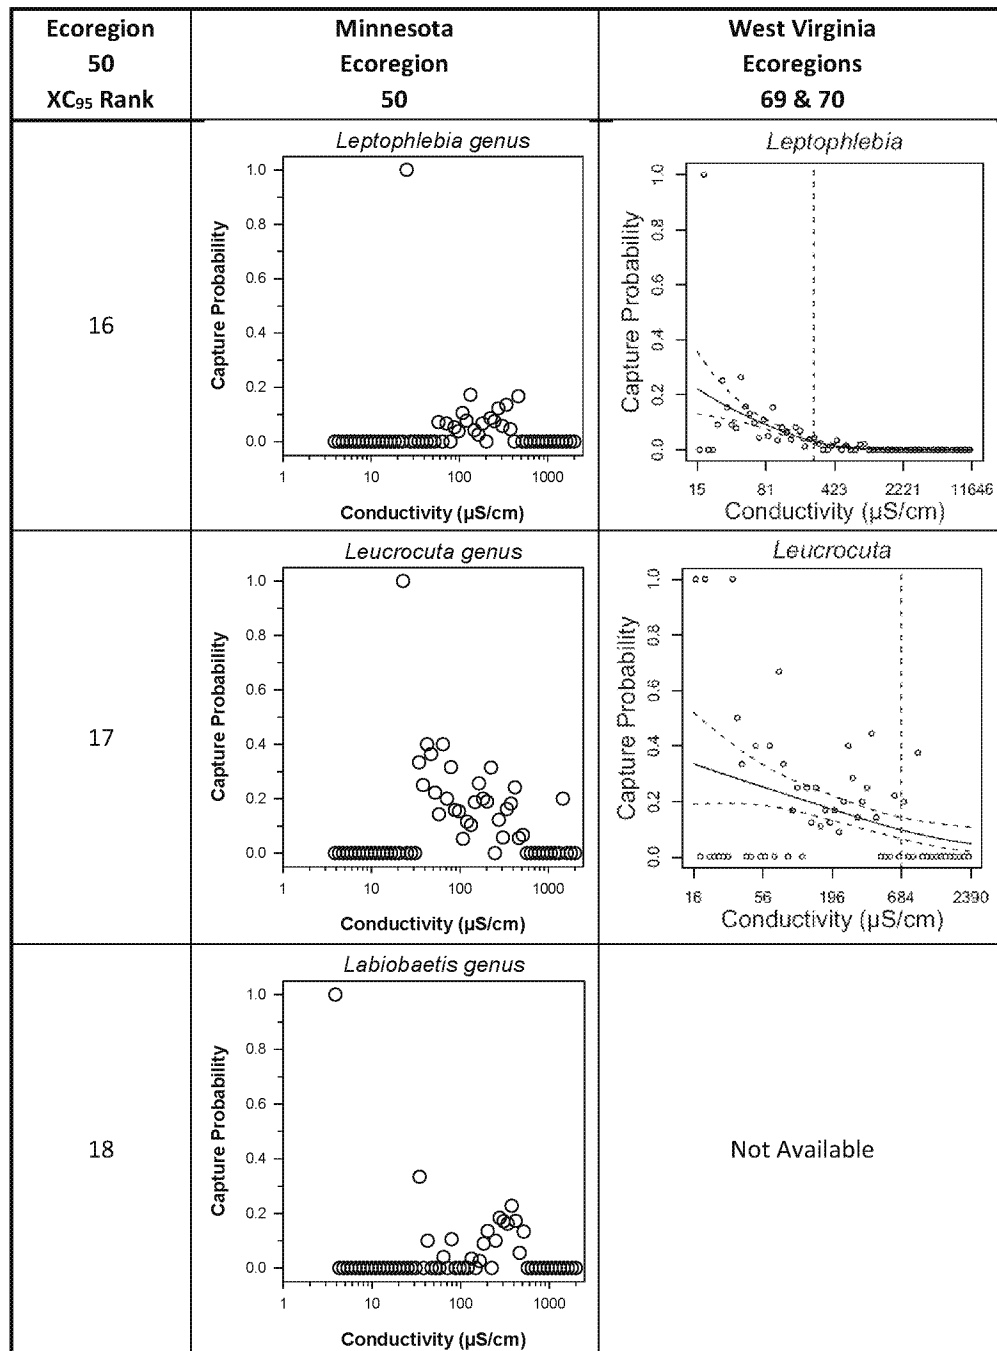 Ecoregion
50
XC₉₅ Rank
Minnesota
Ecoregion
50
West Virginia
Ecoregions
69 & 70
16
Leptophlebia genus
Capture Probability
1.0
0.8
0.6
0.4
0.2
0.0
1
10
100
1000
Conductivity (µS/cm)
Leptophlebia
Capture Probability
1.0
0.8
0.6
0.4
0.2
0.0
15
81
423
2221
11646
Conductivity (µS/cm)
17
Leucrocuta genus
Capture Probability
1.0
0.8
0.6
0.4
0.2
0.0
1
10
100
1000
Conductivity (µS/cm)
Leucrocuta
Capture Probability
1.0
0.8
0.6
0.4
0.2
0.0
16
56
196
684
2390
Conductivity (µS/cm)
18
Labiobaetis genus
Capture Probability
1.0
0.8
0.6
0.4
0.2
0.0
1
10
100
1000
Conductivity (µS/cm)
Not Available